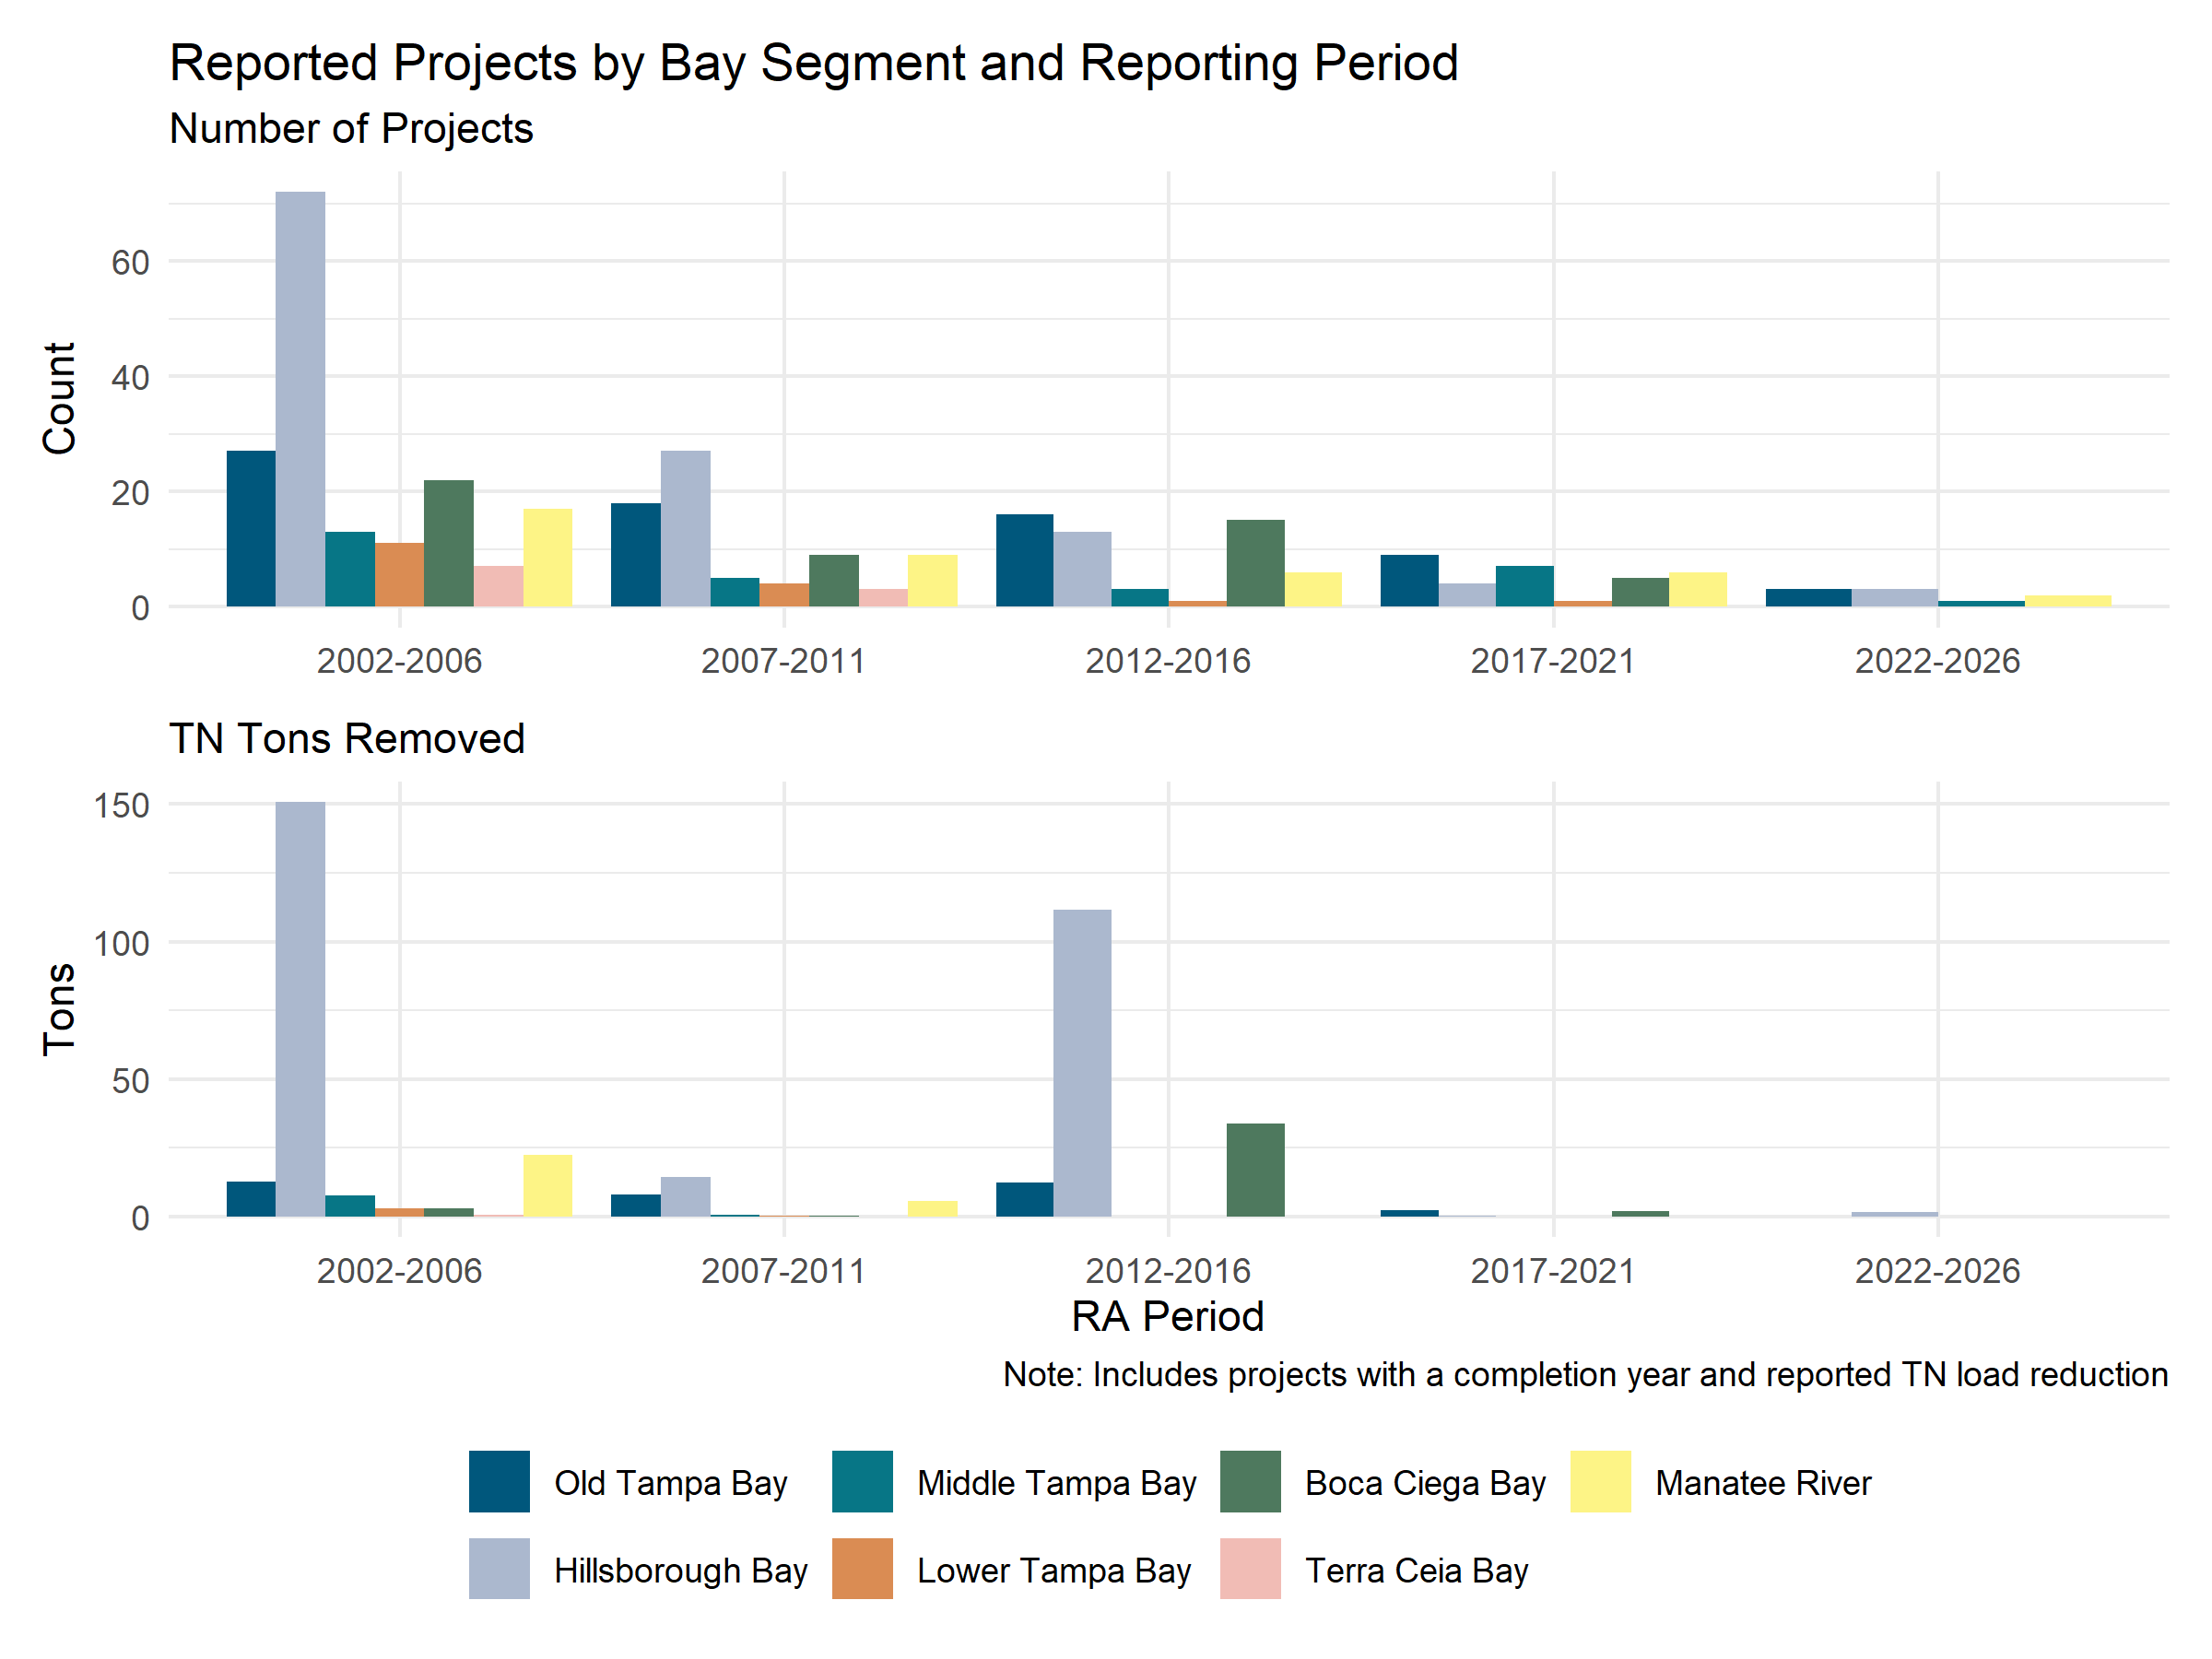 Reported Projects by Bay Segment and Reporting Period
Number of Projects
Count
60
40
20
0
2002-2006 2007-2011 2012-2016 2017-2021 2022-2026
TN Tons Removed
Tons
150
100
50
0
2002-2006 2007-2011 2012-2016 2017-2021 2022-2026
RA Period
Note: Includes projects with a completion year and reported TN load reduction
Old Tampa Bay Middle Tampa Bay Boca Ciega Bay Manatee River
Hillsborough Bay Lower Tampa Bay Terra Ceia Bay